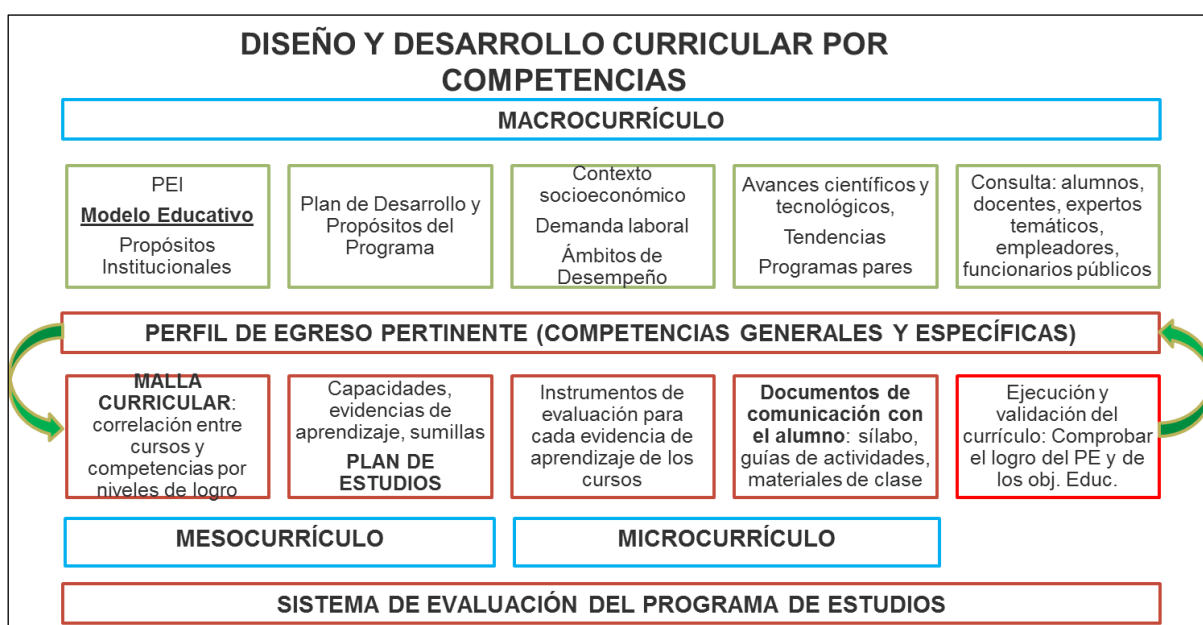 DISEÑO Y DESARROLLO CURRICULAR POR
COMPETENCIAS
MACROCURRÍCULO
PEI
Modelo Educativo
Propósitos
Institucionales
Plan de Desarrollo y
Propósitos del
Programa
Contexto
socioeconómico
Demanda laboral
Ámbitos de
Desempeño
Avances científicos y
tecnológicos,
Tendencias
Programas pares
Consulta: alumnos,
docentes, expertos
temáticos,
empleadores,
funcionarios públicos
PERFIL DE EGRESO PERTINENTE (COMPETENCIAS GENERALES Y ESPECÍFICAS)
MALLA
CURRICULAR:
correlación entre
cursos y
competencias por
niveles de logro
Capacidades,
evidencias de
aprendizaje, sumillas
PLAN DE
ESTUDIOS
Instrumentos de
evaluación para
cada evidencia de
aprendizaje de los
cursos
Documentos de
comunicación con
el alumno: sílabo,
guías de actividades,
materiales de clase
Ejecución y
validación del
currículo: Comprobar
el logro del PE y de
los obj. Educ.
MESOCURRÍCULO
MICROCURRÍCULO
SISTEMA DE EVALUACIÓN DEL PROGRAMA DE ESTUDIOS